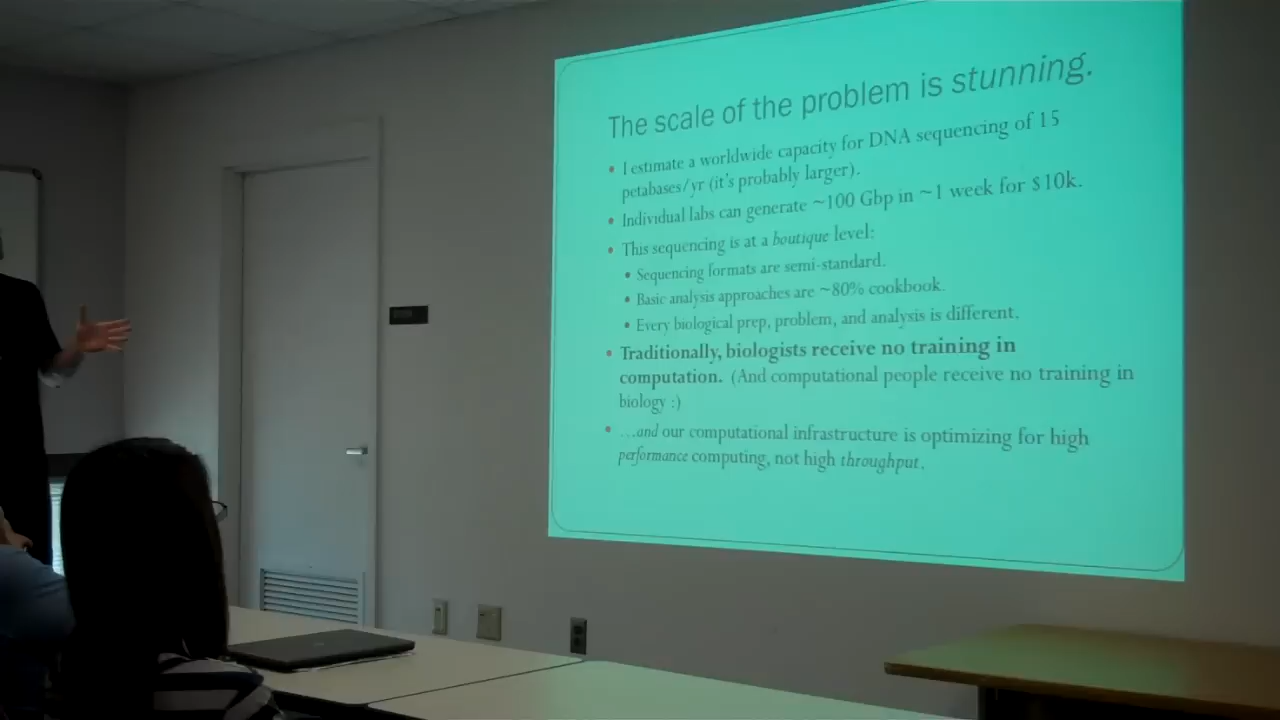 The scale of the problem is stunning.
• I estimate a worldwide capacity for DNA sequencing of 15
petabases/yr (it's probably larger).
• Individual labs can generate ~100 Gbp in ~1 week for $10k.
• This sequencing is at a boutique level:
• Sequencing formats are semi-standard.
• Basic analysis approaches are ~80% cookbook.
• Every biological prep, problem, and analysis is different.
• Traditionally, biologists receive no training in
computation. (And computational people receive no training in
biology :)
• ...and our computational infrastructure is optimizing for high
performance computing, not high throughput.